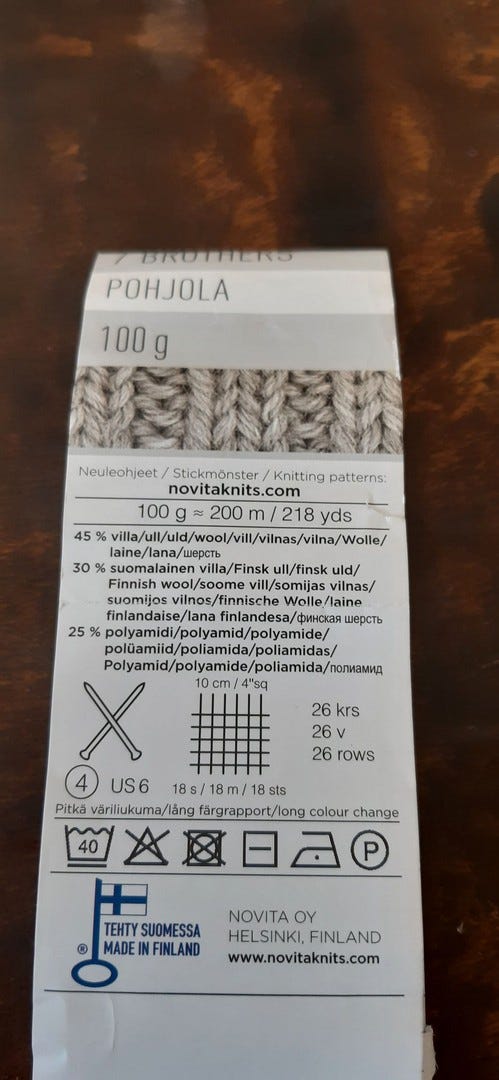 7 BROTHERS
POHJOLA
100 g
Neuleohjeet / Stickmönster / Knitting patterns:
novitaknits.com
100 g ≈ 200 m / 218 yds
45 % villa/ull/uld/wool/vill/vilnas/vilna/Wolle/
laine/lana/шерсть
30 % suomalainen villa/Finsk ull/finsk uld/
Finnish wool/soome vill/somijas vilnas/
suomijos vilnos/finnische Wolle/laine
finlandaise/lana finlandesa/финская шерсть
25 % polyamidi/polyamid/polyamide/
polüamiid/poliamida/poliamidas/
Polyamid/polyamide/poliamida/полиамид
10 cm / 4"sq
26 krs
26 v
26 rows
4 US 6
18 s / 18 m / 18 sts
Pitkä väriliukuma/lång färgrapport/long colour change
40
P
® TEHTY SUOMESSA
MADE IN FINLAND
NOVITA OY
HELSINKI, FINLAND
www.novitaknits.com